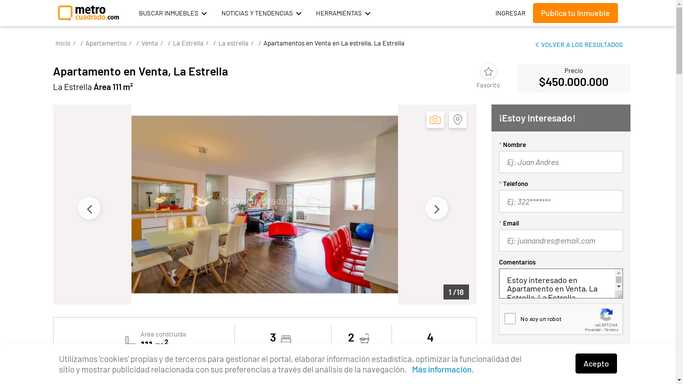 metro
cuadrado.com
BUSCAR INMUEBLES
NOTICIAS Y TENDENCIAS
HERRAMIENTAS
INGRESAR
Publica tu Inmueble
Inicio / / Apartamentos / / Venta / / La Estrella / / La estrella / / Apartamentos en Venta en La estrella, La Estrella
VOLVER A LOS RESULTADOS
Apartamento en Venta, La Estrella
La Estrella Área 111 m²
Favorito
Precio
$450.000.000
1 /16
¡Estoy Interesado!
* Nombre
Ej: Juan Andres
* Telefono
Ej: 322*******
* Email
Ej: juanandres@email.com
Comentarios
Estoy interesado en
Apartamento en Venta, La
Estrella, La Estrella
No soy un robot
reCAPTCHA
Privacidad - Términos
Área construida
111 m²
3
2
4
Utilizamos 'cookies' propias y de terceros para gestionar el portal, elaborar información estadística, optimizar la funcionalidad del
sitio y mostrar publicidad relacionada con sus preferencias a través del análisis de la navegación. Más información.
Acepto